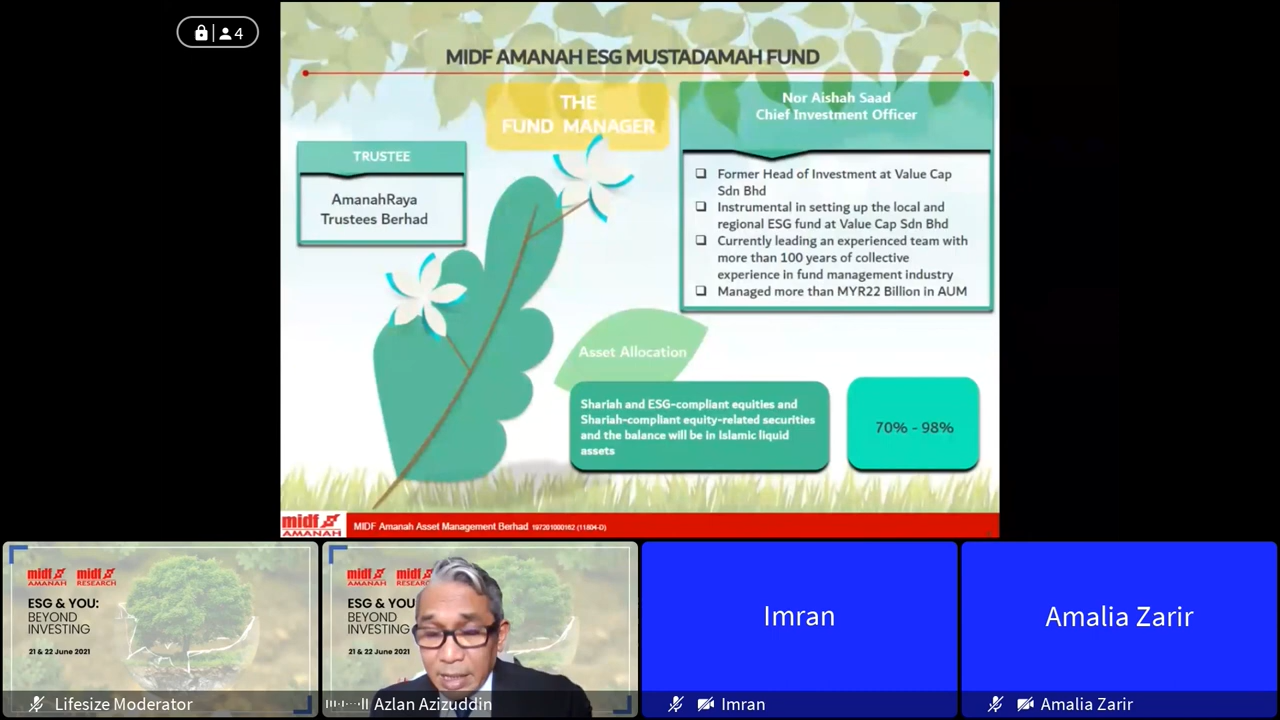 4
MIDF AMANAH ESG MUSTADAMAH FUND
THE
FUND MANAGER
Nor Aishah Saad
Chief Investment Officer
TRUSTEE
AmanahRaya
Trustees Berhad
Former Head of Investment at Value Cap
Sdn Bhd
Instrumental in setting up the local and
regional ESG fund at Value Cap Sdn Bhd
Currently leading an experienced team with
more than 100 years of collective
experience in fund management industry
Managed more than MYR22 Billion in AUM
Asset Allocation
Shariah and ESG-compliant equities and
Shariah-compliant equity-related securities
and the balance will be in Islamic liquid
assets
70% - 98%
midf
AMANAH
MIDF Amanah Asset Management Berhad 197201000162 (11804-D)
midf midf
AMANAH RESEARCH
ESG & YOU:
BEYOND
INVESTING
21 & 22 June 2021
Lifesize Moderator
midf midf
AMANAH RESEARC
ESG & YOU
BEYOND
INVESTING
21 & 22 June 2021
Azlan Azizuddin
Imran
Imran
Amalia Zarir
Amalia Zarir